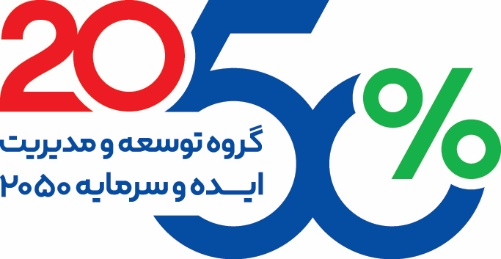 2050%
گروه توسعه و مدیریت
ایده و سرمایه ۲۰۵۰